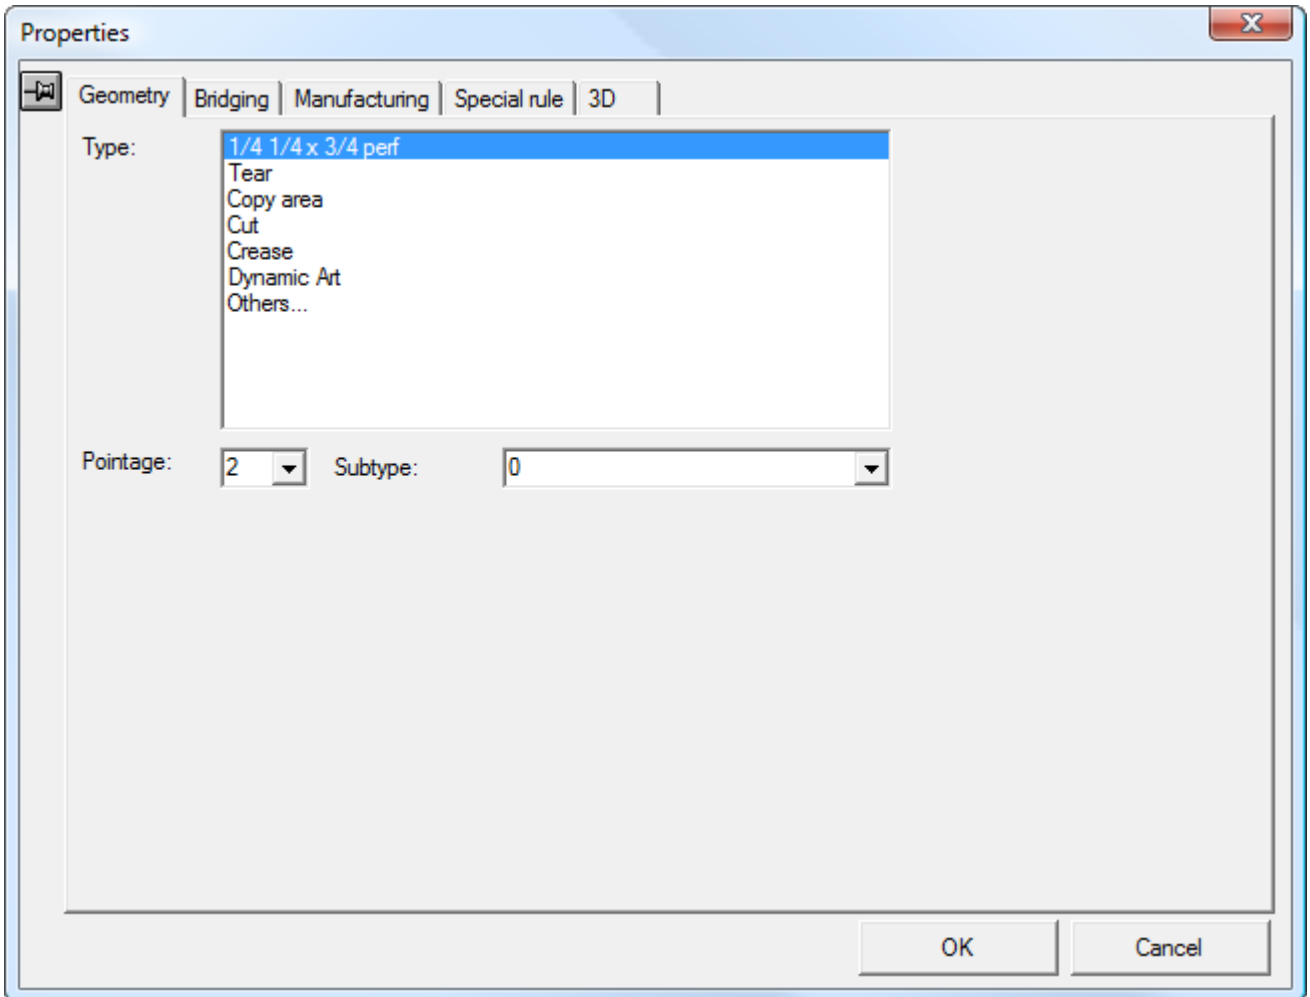 Properties
Geometry Bridging Manufacturing Special rule 3D
Type: 1/4 1/4 x 3/4 perf
Tear
Copy area
Cut
Crease
Dynamic Art
Others...
Pointage: 2 Subtype: 0
OK Cancel